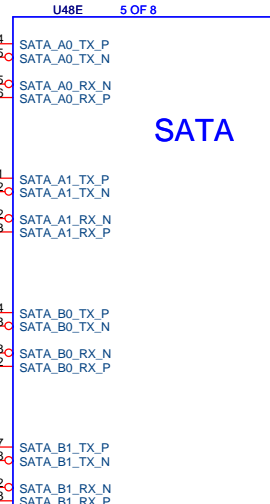 U48E 5 OF 8
SATA_A0_TX_P
SATA_A0_TX_N
SATA_A0_RX_N
SATA_A0_RX_P
SATA
SATA_A1_TX_P
SATA_A1_TX_N
SATA_A1_RX_N
SATA_A1_RX_P
SATA_B0_TX_P
SATA_B0_TX_N
SATA_B0_RX_N
SATA_B0_RX_P
SATA_B1_TX_P
SATA_B1_TX_N
SATA_B1_RX_N
SATA_B1_RX_P